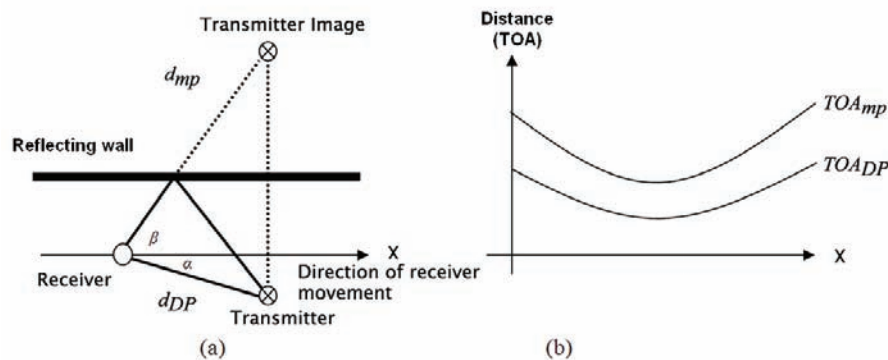 Transmitter Image
d_mp
Reflecting wall
β
X
α
Receiver
Direction of receiver
movement
d_DP
Transmitter
(a)
Distance
(TOA)
TOA_mp
TOA_DP
X
(b)